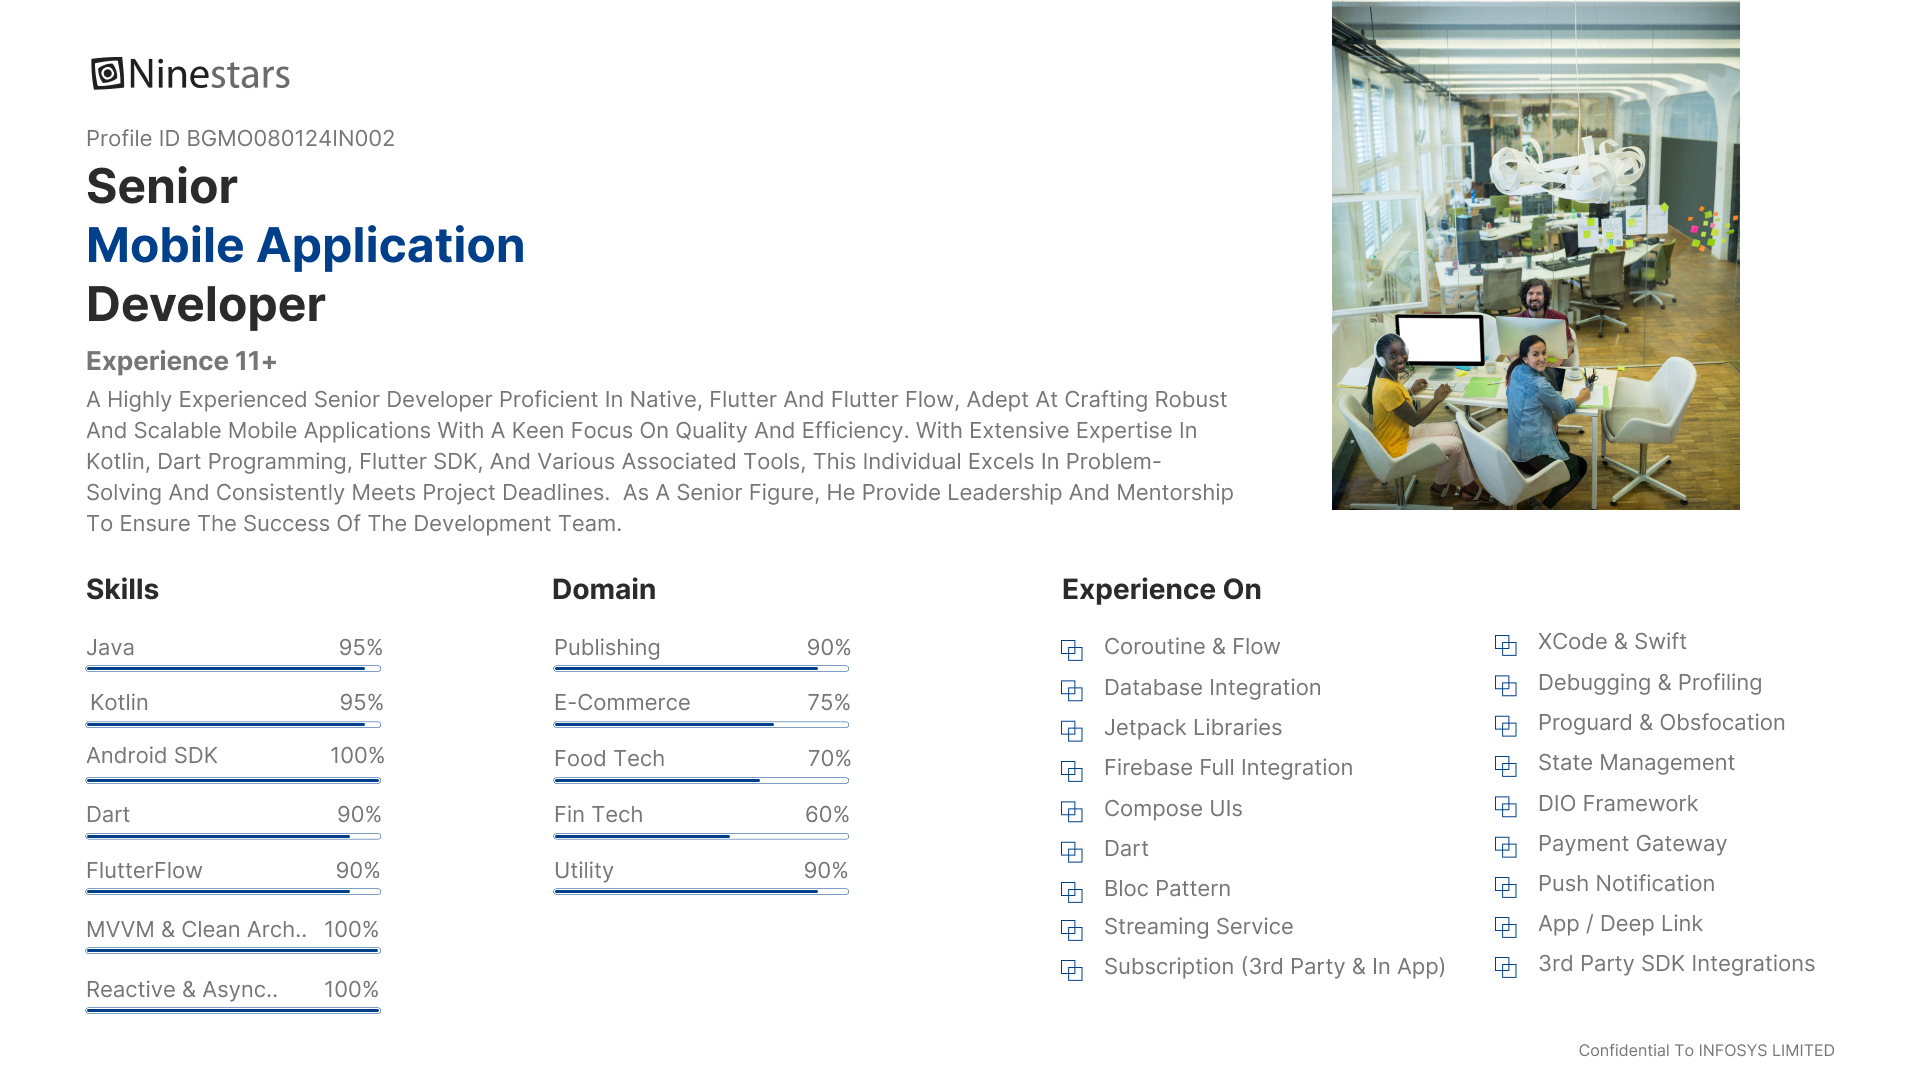 Ninestars
Profile ID BGMO080124IN002
Senior
Mobile Application
Developer
Experience 11+
A Highly Experienced Senior Developer Proficient In Native, Flutter And Flutter Flow, Adept At Crafting Robust
And Scalable Mobile Applications With A Keen Focus On Quality And Efficiency. With Extensive Expertise In
Kotlin, Dart Programming, Flutter SDK, And Various Associated Tools, This Individual Excels In Problem-
Solving And Consistently Meets Project Deadlines.  As A Senior Figure, He Provide Leadership And Mentorship
To Ensure The Success Of The Development Team.
Skills
Java 95%
Kotlin 95%
Android SDK 100%
Dart 90%
FlutterFlow 90%
MVVM & Clean Arch.. 100%
Reactive & Async.. 100%
Domain
Publishing 90%
E-Commerce 75%
Food Tech 70%
Fin Tech 60%
Utility 90%
Experience On
Coroutine & Flow
Database Integration
Jetpack Libraries
Firebase Full Integration
Compose UIs
Dart
Bloc Pattern
Streaming Service
Subscription (3rd Party & In App)
XCode & Swift
Debugging & Profiling
Proguard & Obsfocation
State Management
DIO Framework
Payment Gateway
Push Notification
App / Deep Link
3rd Party SDK Integrations
Confidential To INFOSYS LIMITED